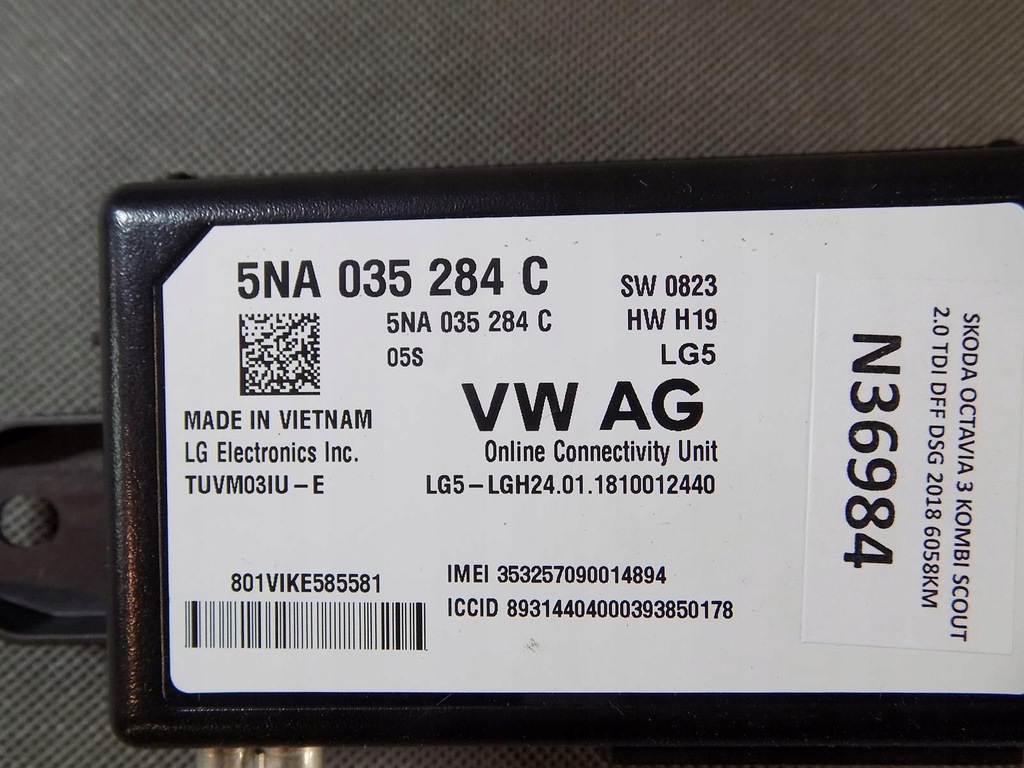 5NA 035 284 C
SW 0823
5NA 035 284 C
HW H19
05S
LG5
VW AG
MADE IN VIETNAM
LG Electronics Inc.
Online Connectivity Unit
TUVM03IU-E
LG5-LGH24.01.1810012440
801VIKE585581
IMEI 353257090014894
ICCID 89314404000393850178
SKODA OCTAVIA 3 KOMBI SCOUT
2.0 TDI DFF DSG 2018 6058KM
N36984